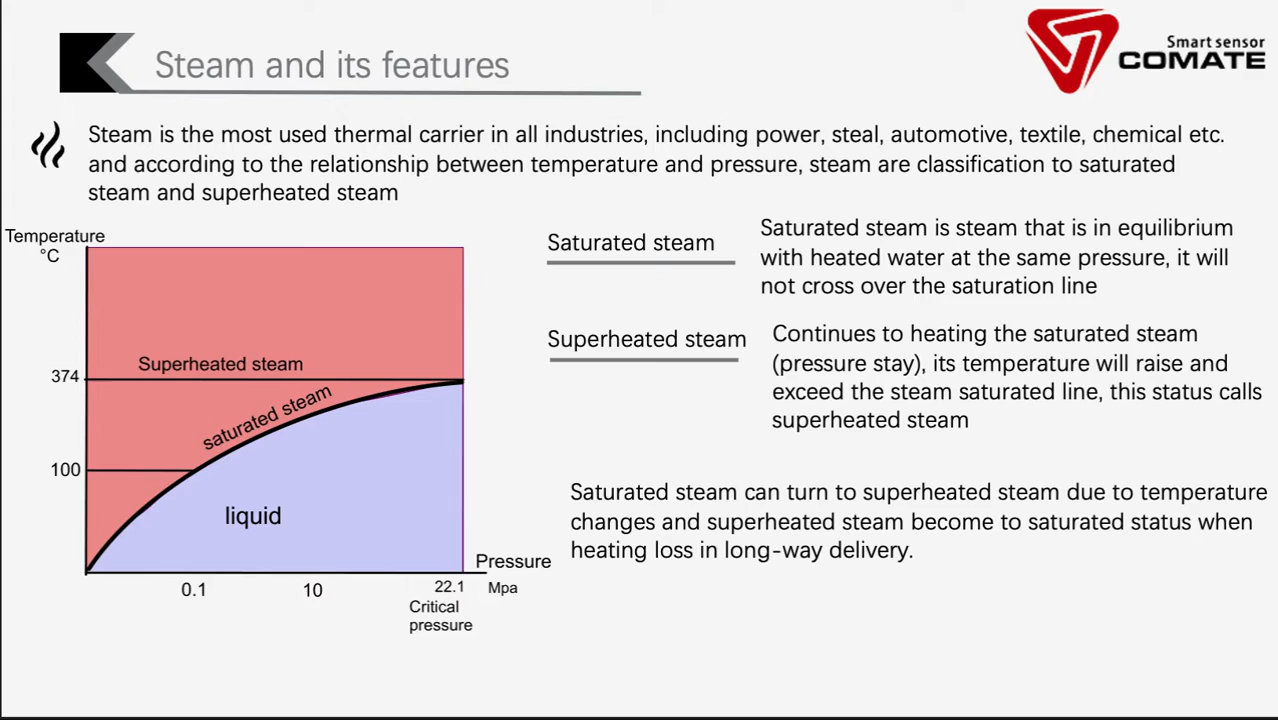 Steam and its features
Smart sensor
COMATE
Steam is the most used thermal carrier in all industries, including power, steal, automotive, textile, chemical etc.
and according to the relationship between temperature and pressure, steam are classification to saturated
steam and superheated steam
Temperature
°C
374
100
Superheated steam
saturated steam
liquid
Pressure
0.1
10
22.1
Mpa
Critical
pressure
Saturated steam
Saturated steam is steam that is in equilibrium
with heated water at the same pressure, it will
not cross over the saturation line
Superheated steam
Continues to heating the saturated steam
(pressure stay), its temperature will raise and
exceed the steam saturated line, this status calls
superheated steam
Saturated steam can turn to superheated steam due to temperature
changes and superheated steam become to saturated status when
heating loss in long-way delivery.